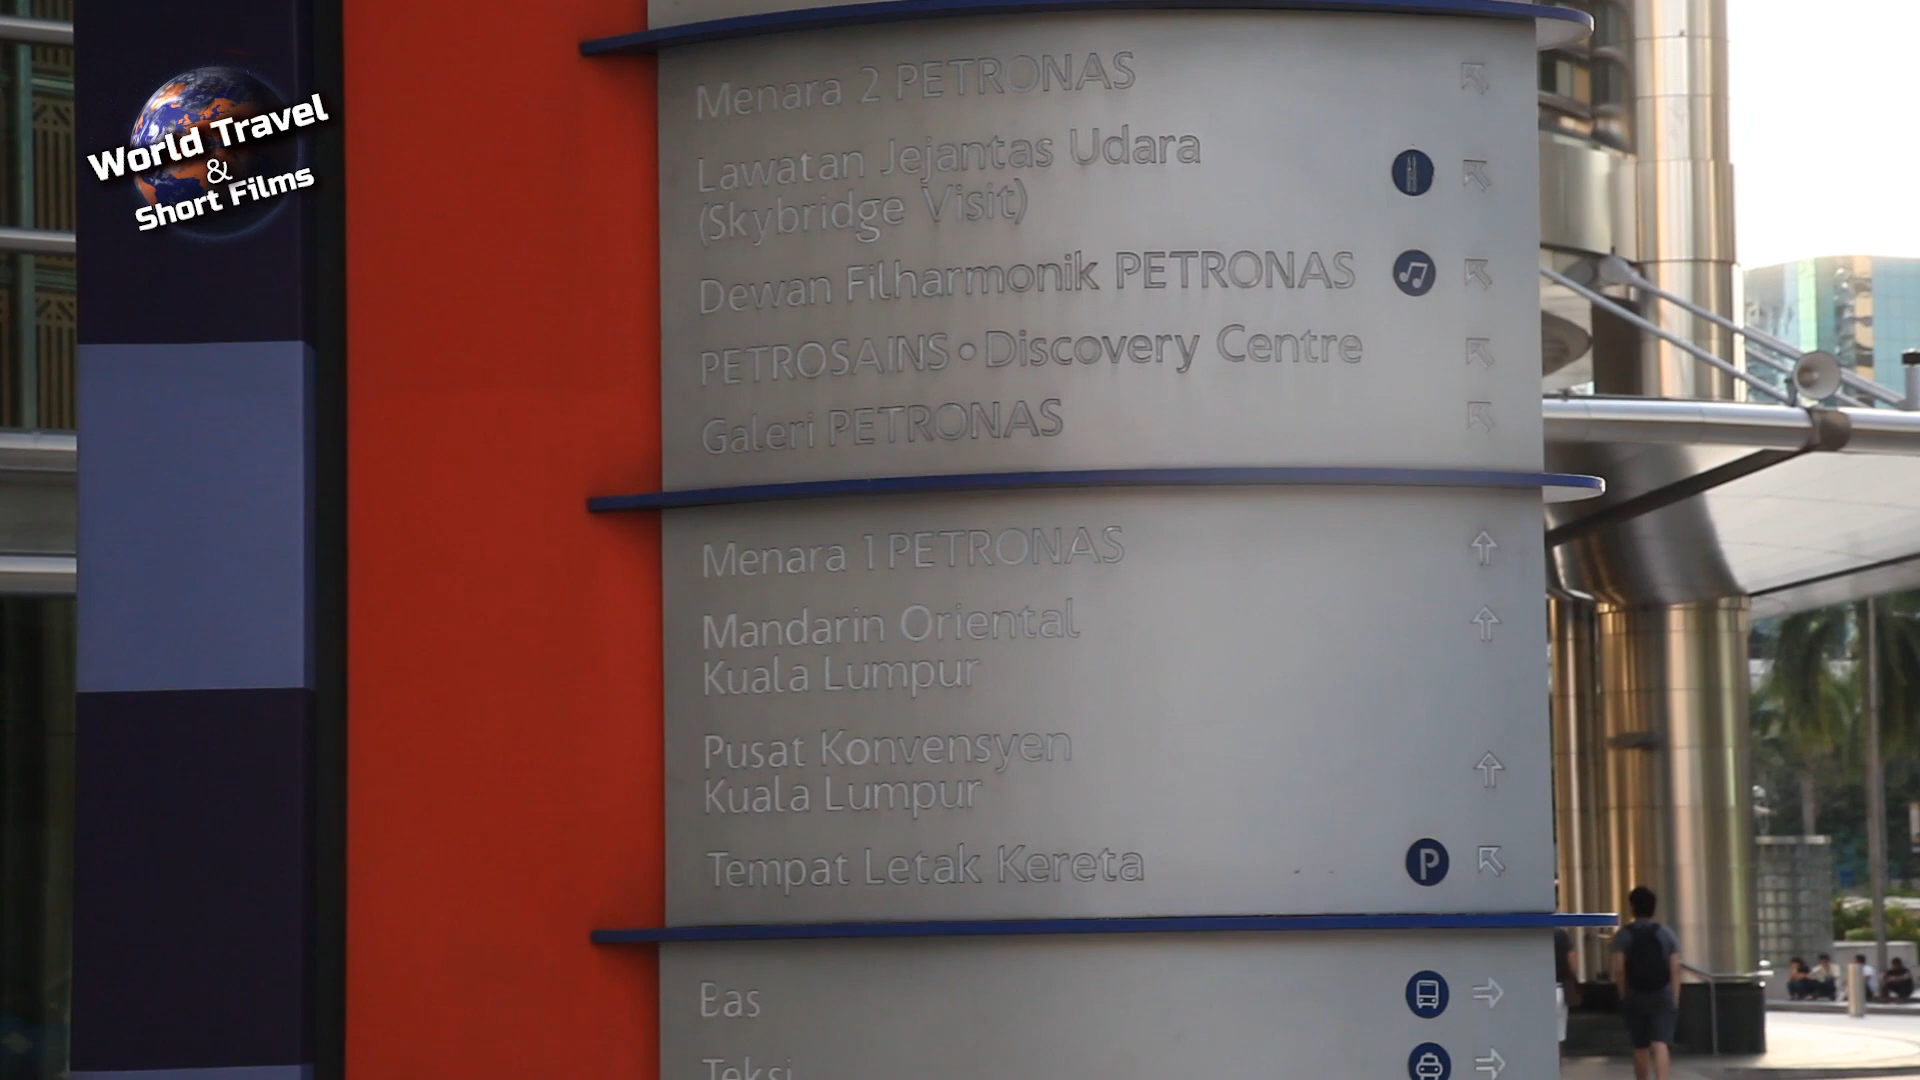 World Travel
&
Short Films
Menara 2 PETRONAS
Lawatan Jejantas Udara
(Skybridge Visit)
Dewan Filharmonik PETRONAS
PETROSAINS • Discovery Centre
Galeri PETRONAS
Menara 1 PETRONAS
Mandarin Oriental
Kuala Lumpur
Pusat Konvensyen
Kuala Lumpur
Tempat Letak Kereta P
Bas
Teksi